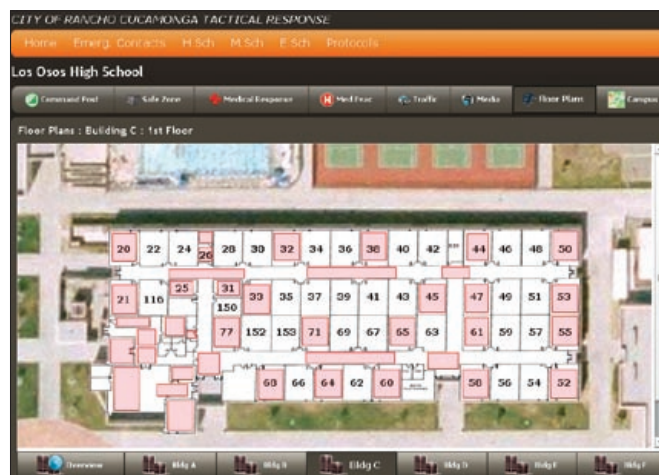 CITY OF RANCHO CUCAMONGA TACTICAL RESPONSE
Home Emerg. Contacts H.Sch M.Sch E.Sch Protocols
Los Osos High School
Command Post Safe Zone Medical Response Med Evac Traffic Media Floor Plans Campus
Floor Plans : Building C : 1st Floor
20 22 24 26 28 30 32 34 36 38 40 42 44 46 48 50
21 116 25 31 33 35 37 39 41 43 45 47 49 51 53
150
77 152 153 71 69 67 65 63 61 59 57 55
68 66 64 62 60 58 56 54 52
Overview Bldg A Bldg B Bldg C Bldg D Bldg E Bldg F